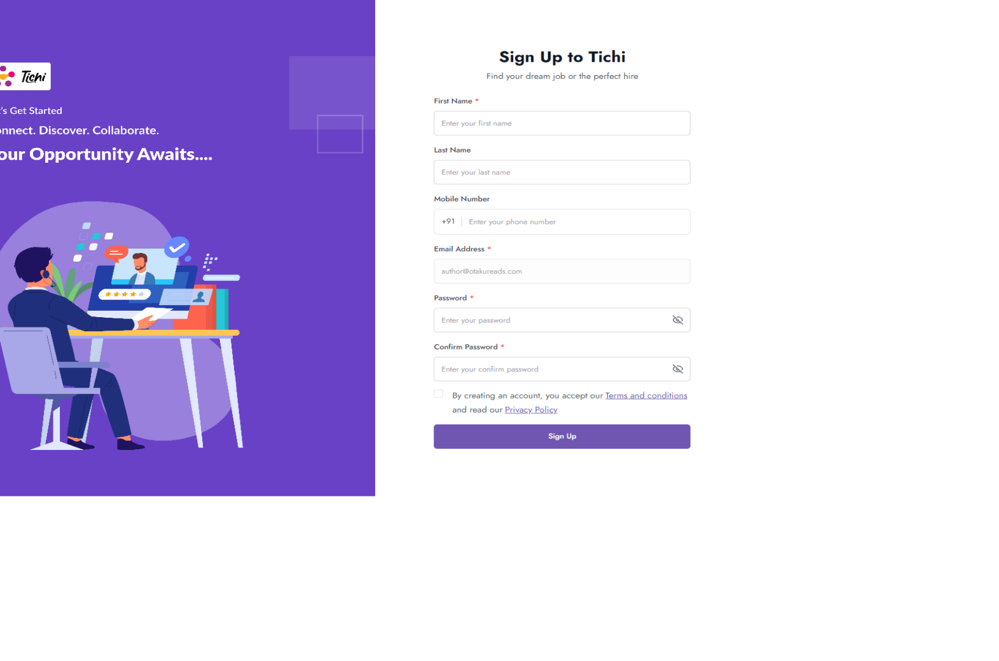 Tichi
's Get Started
nnect. Discover. Collaborate.
our Opportunity Awaits....
Sign Up to Tichi
Find your dream job or the perfect hire
First Name *
Enter your first name
Last Name
Enter your last name
Mobile Number
+91
Enter your phone number
Email Address *
author@otakureads.com
Password *
Enter your password
Confirm Password *
Enter your confirm password
By creating an account, you accept our Terms and conditions
and read our Privacy Policy
Sign Up